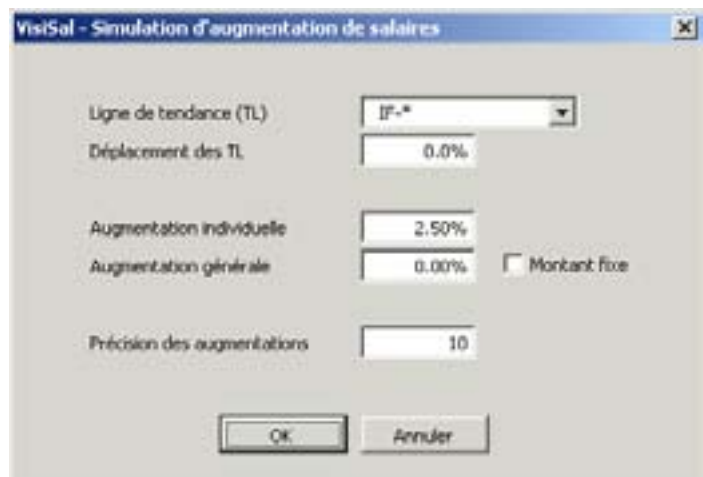 VisiSal - Simulation d'augmentation de salaires
Ligne de tendance (TL) IF-*
Déplacement des TL 0.0%
Augmentation individuelle 2.50%
Augmentation générale 0.00% Montant fixe
Précision des augmentations 10
OK Annuler